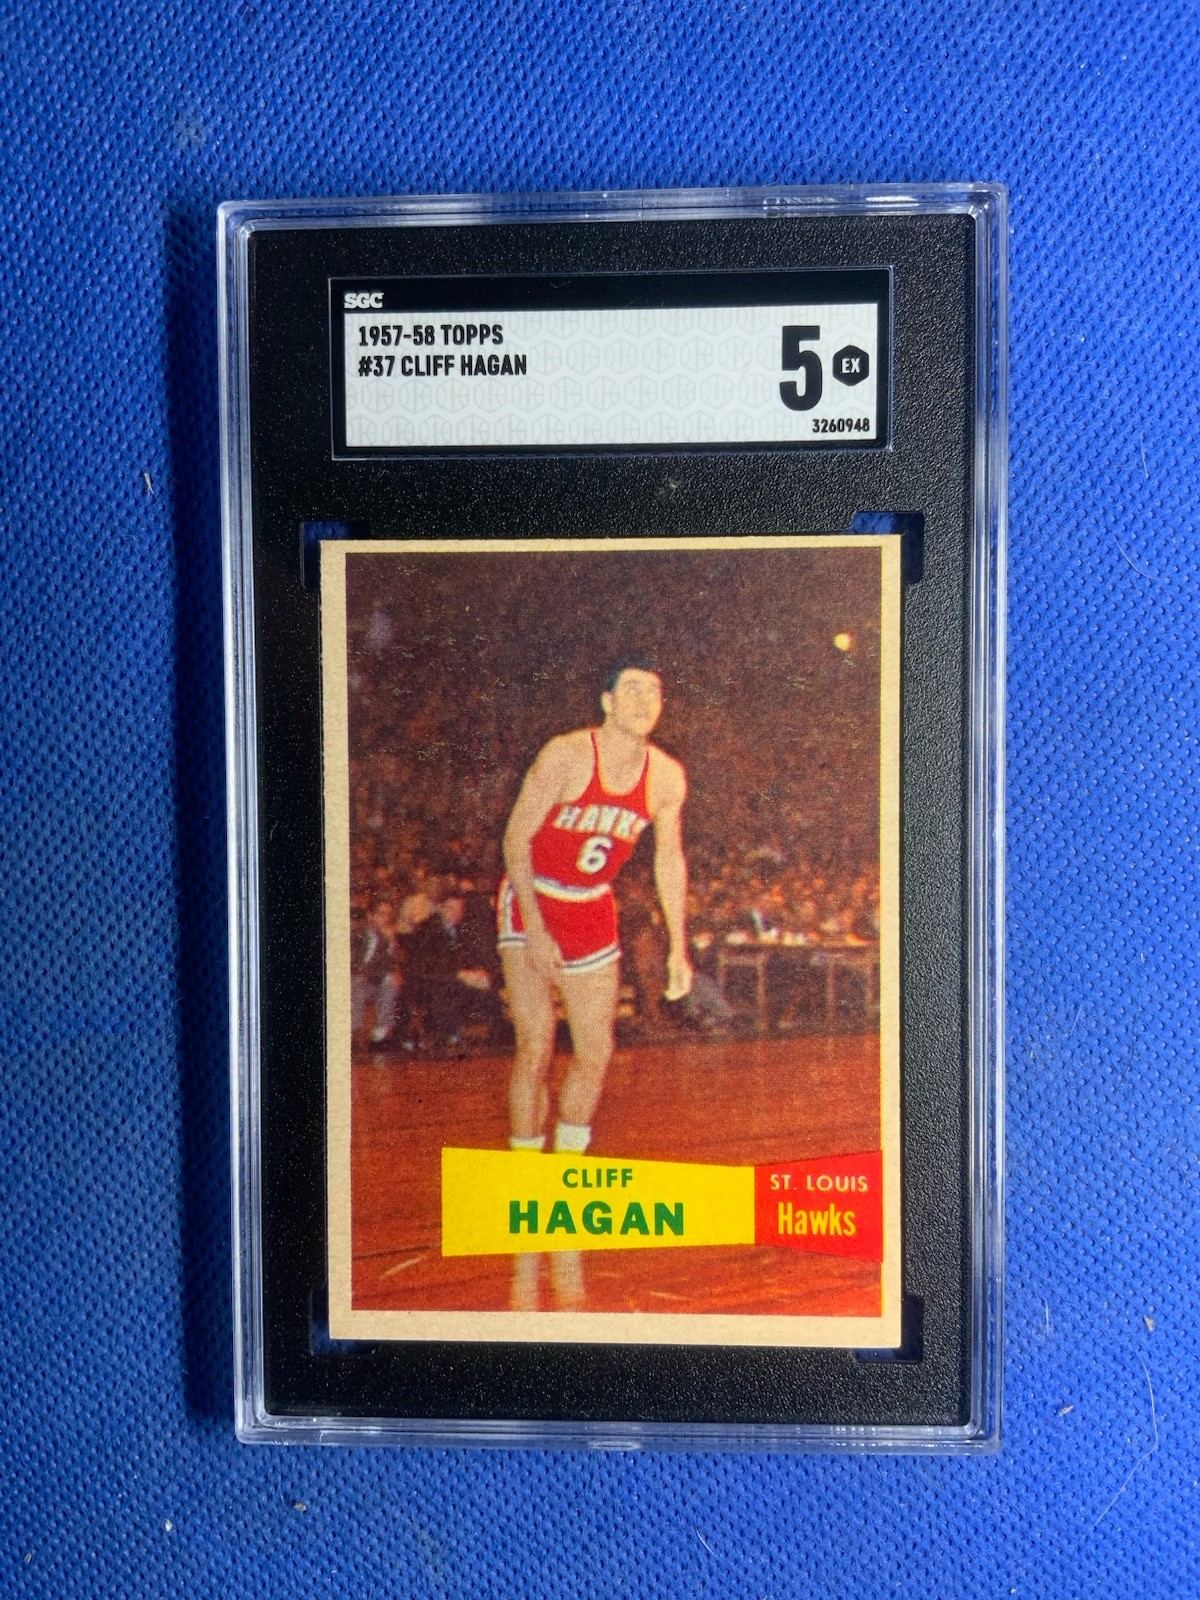 SGC
1957-58 TOPPS
#37 CLIFF HAGAN
5 EX
3260948
HAWKS
6
CLIFF
HAGAN
ST. LOUIS
Hawks